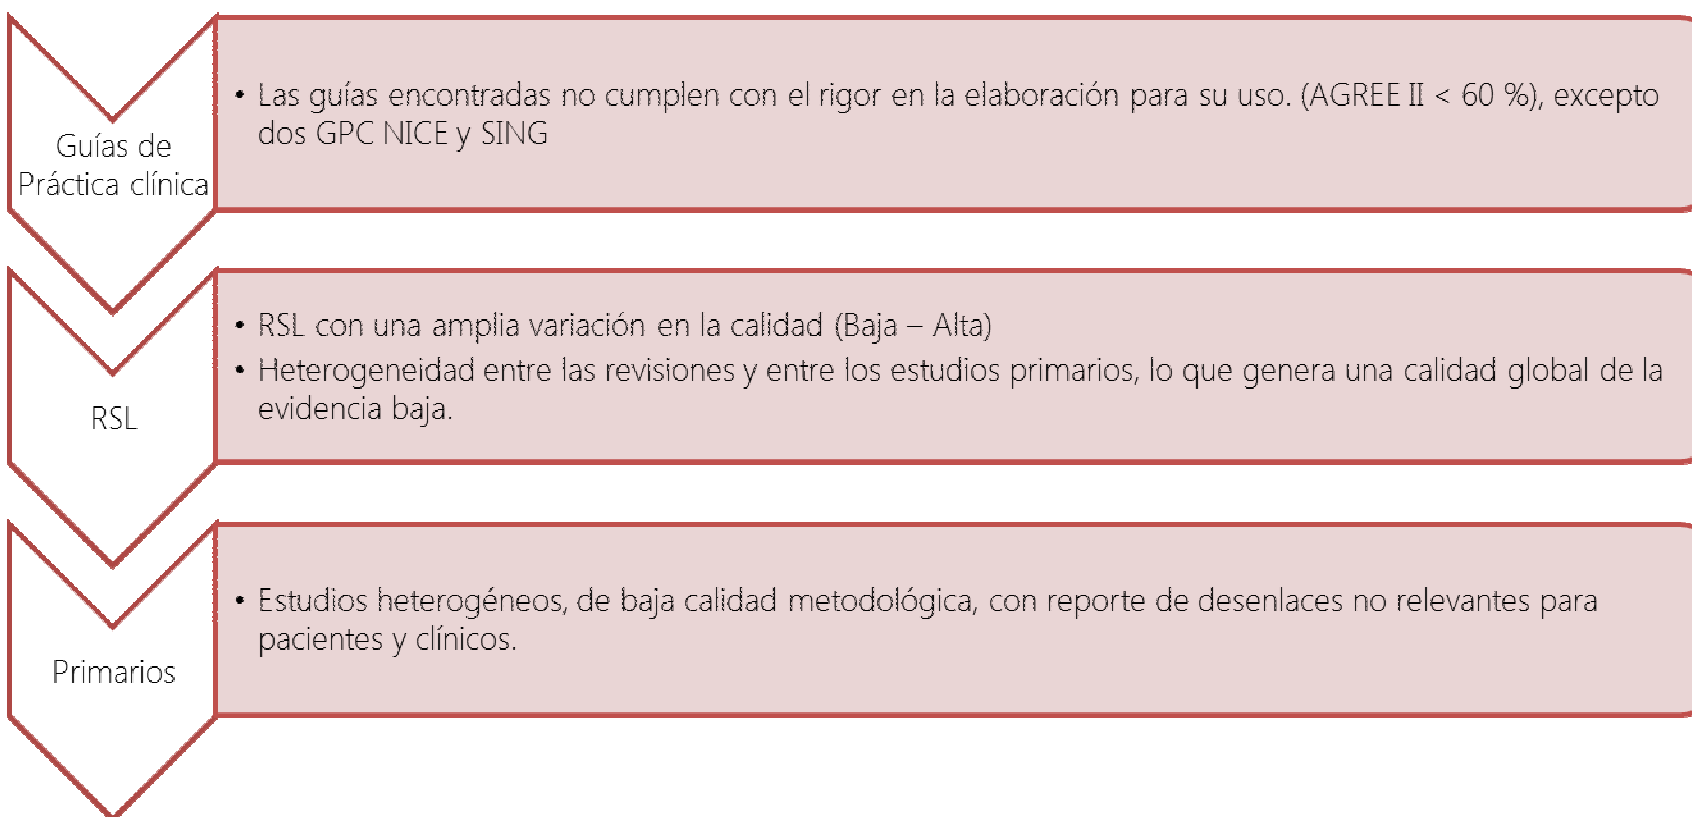 Guías de
Práctica clínica
• Las guías encontradas no cumplen con el rigor en la elaboración para su uso. (AGREE II < 60 %), excepto
dos GPC NICE y SING
RSL
• RSL con una amplia variación en la calidad (Baja – Alta)
• Heterogeneidad entre las revisiones y entre los estudios primarios, lo que genera una calidad global de la
evidencia baja.
Primarios
• Estudios heterogéneos, de baja calidad metodológica, con reporte de desenlaces no relevantes para
pacientes y clínicos.